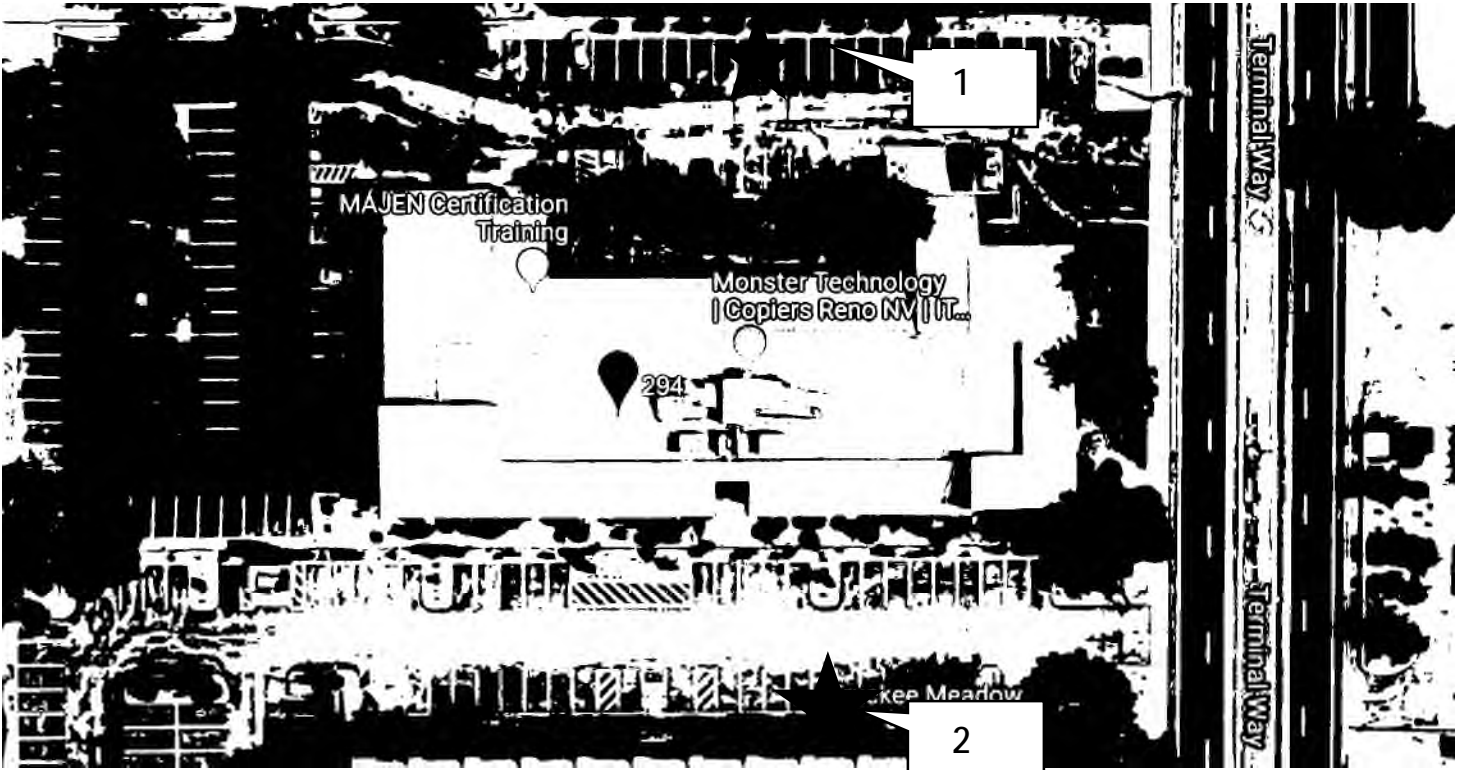 1
Terminal Way
MAJEN Certification
Training
Monster Technology
| Copiers Reno NV | IT...
294
Terminal Way
kee Meadow
2